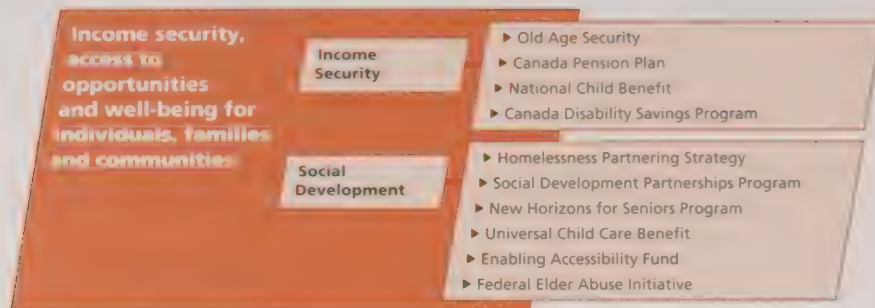 Income security,
access to
opportunities
and well-being for
individuals, families
and communities
Income
Security
▶ Old Age Security
▶ Canada Pension Plan
▶ National Child Benefit
▶ Canada Disability Savings Program
Social
Development
▶ Homelessness Partnering Strategy
▶ Social Development Partnerships Program
▶ New Horizons for Seniors Program
▶ Universal Child Care Benefit
▶ Enabling Accessibility Fund
▶ Federal Elder Abuse Initiative